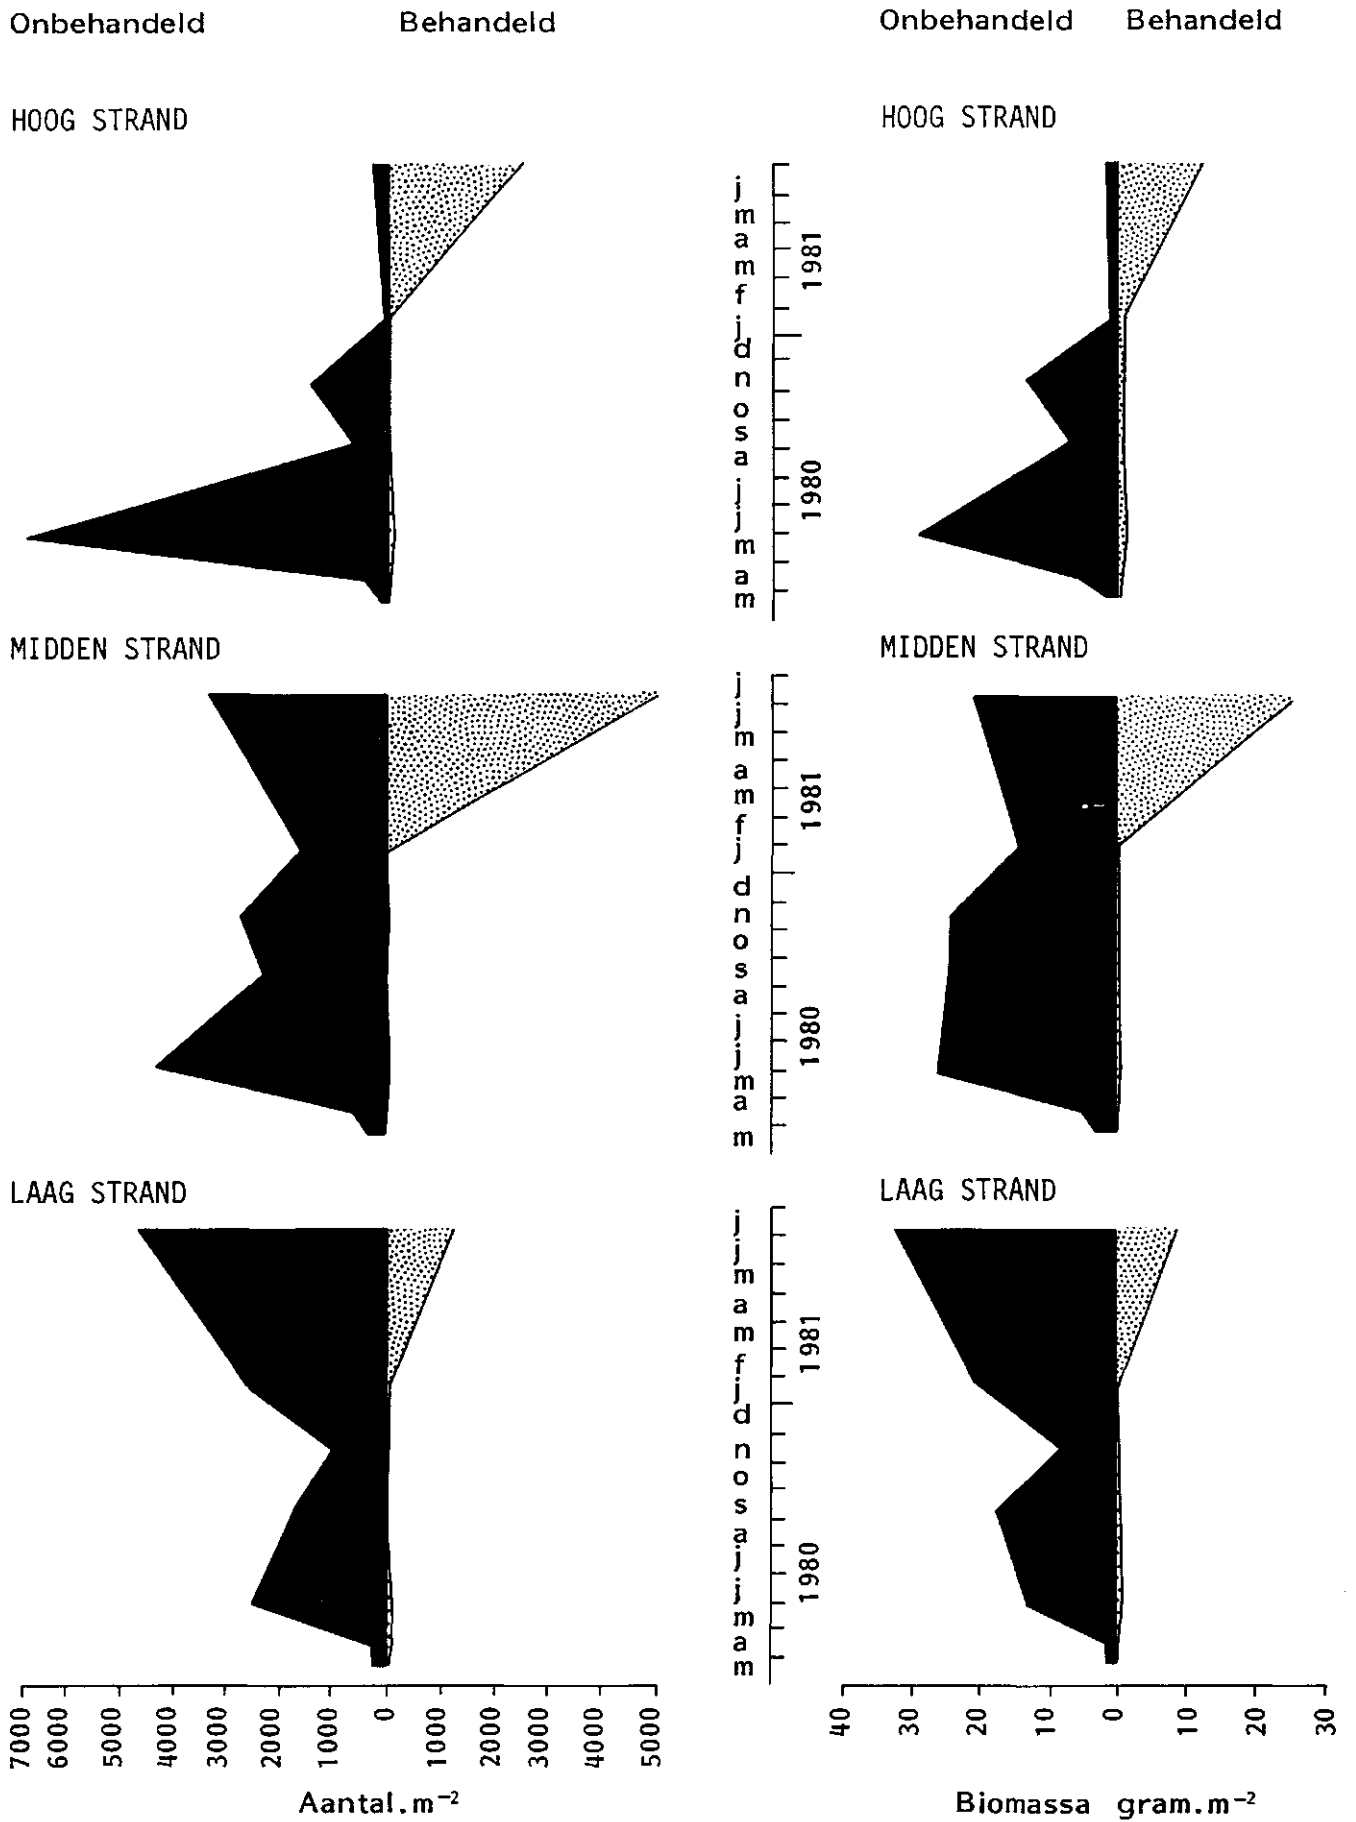 Onbehandeld Behandeld Onbehandeld Behandeld
HOOG STRAND HOOG STRAND
j
m
a
m
f
j
d
n
o
s
a
j
j
m
a
m
1981
1980
MIDDEN STRAND MIDDEN STRAND
j
j
m
a
m
f
j
d
n
o
s
a
j
j
m
a
m
1981
1980
LAAG STRAND LAAG STRAND
j
j
m
a
m
f
j
d
n
o
s
a
j
j
m
a
m
1981
1980
7000 6000 5000 4000 3000 2000 1000 0 1000 2000 3000 4000 5000 40 30 20 10 0 10 20 30
Aantal.m⁻² Biomassa gram.m⁻²